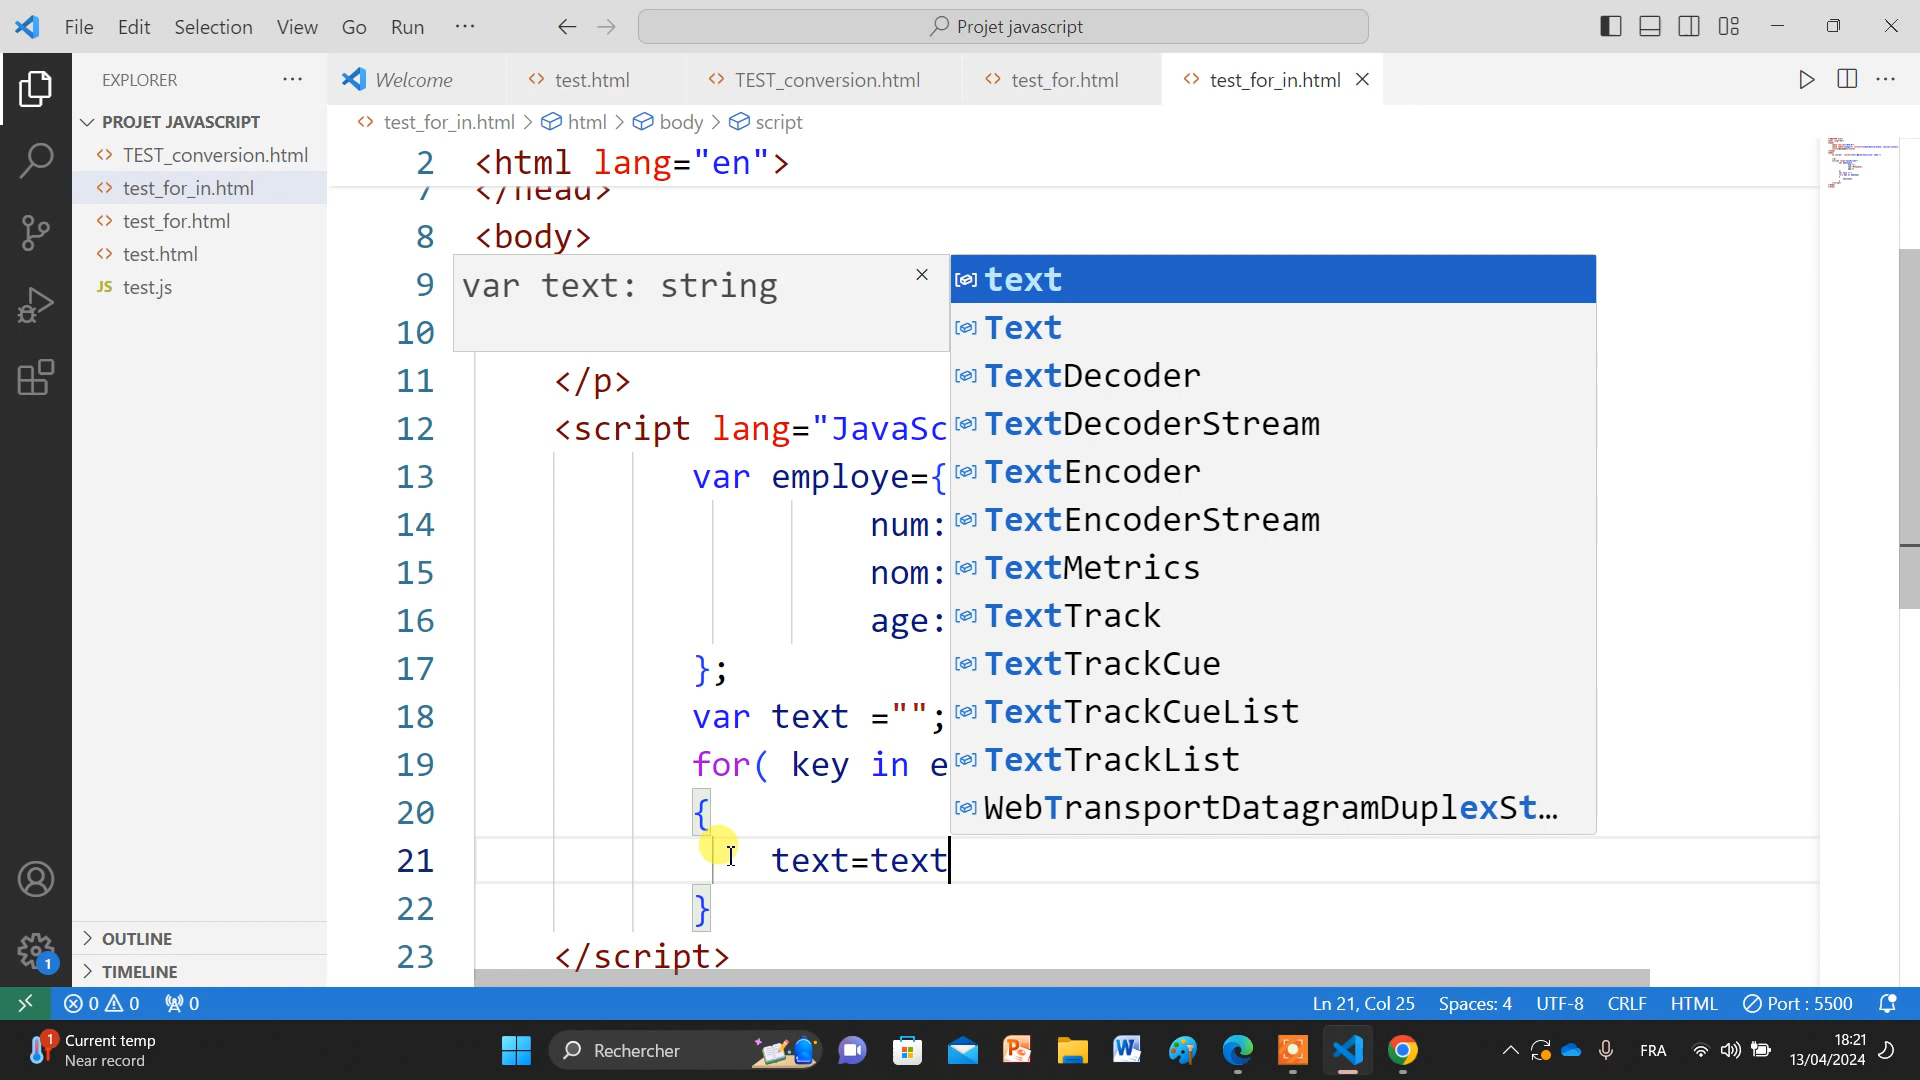 File Edit Selection View Go Run ··· Projet javascript
EXPLORER ···
Welcome test.html TEST_conversion.html test_for.html test_for_in.html
PROJET JAVASCRIPT
TEST_conversion.html
test_for_in.html
test_for.html
test.html
JS test.js
OUTLINE
TIMELINE
1
test_for_in.html > html > body > script
2 <html lang="en">
7 </head>
8 <body>
9
10
11 </p>
12 <script lang="JavaSc
13 var employe={
14 num:
15 nom:
16 age:
17 };
18 var text ="";
19 for( key in e
20 {
21 text=text
22 }
23 </script>
var text: string
text
Text
TextDecoder
TextDecoderStream
TextEncoder
TextEncoderStream
TextMetrics
TextTrack
TextTrackCue
TextTrackCueList
TextTrackList
WebTransportDatagramDuplexSt…
0 0 0 Ln 21, Col 25 Spaces: 4 UTF-8 CRLF HTML Port : 5500
1 Current temp
Near record
Rechercher
FRA
18:21
13/04/2024